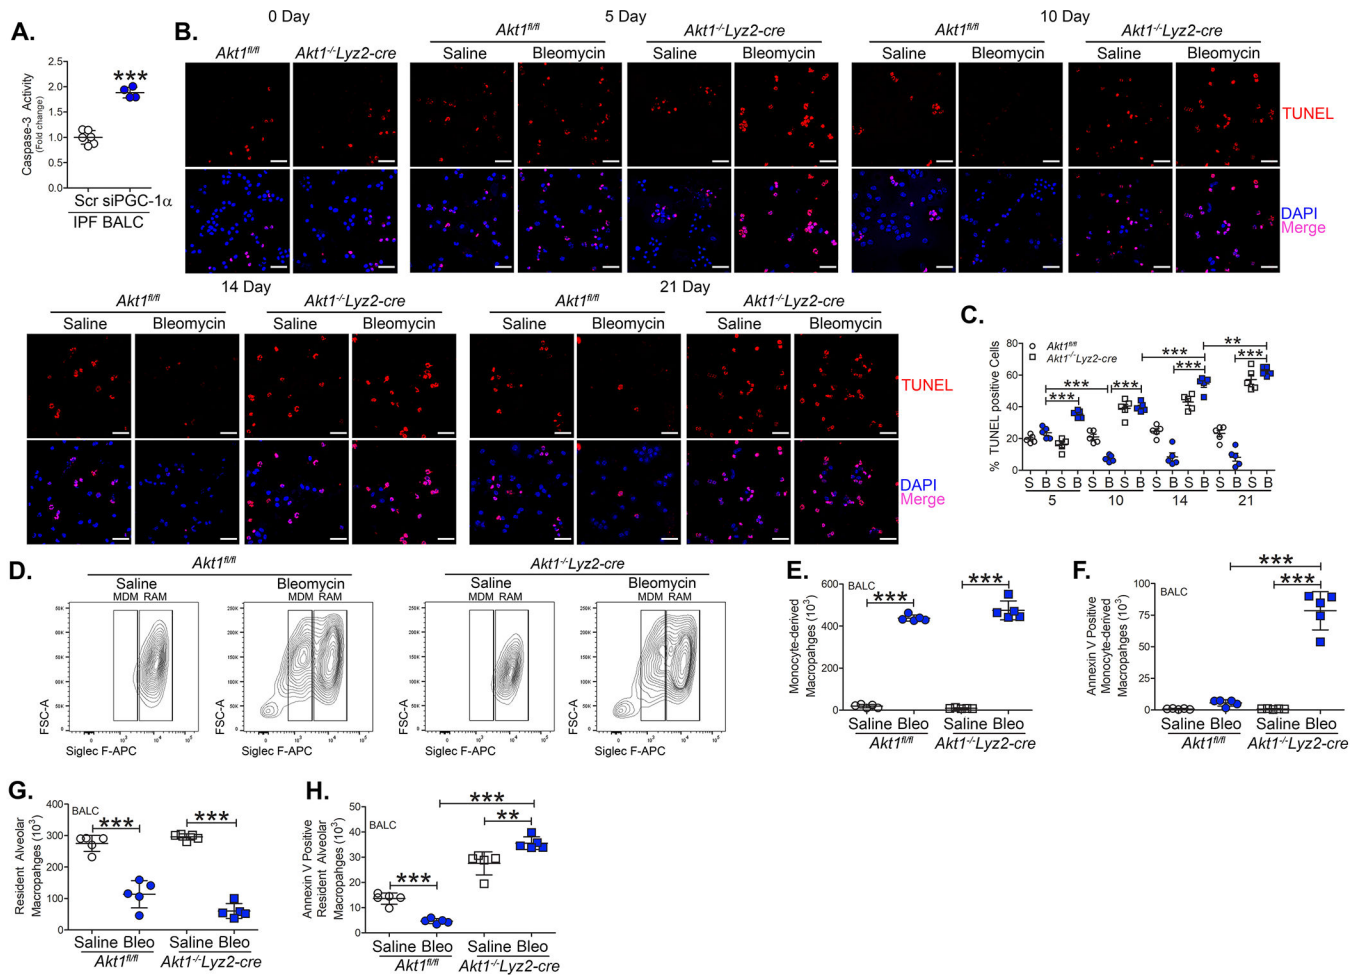 A.
Caspase-3 Activity
(Fold change)
2.5
2.0
1.5
1.0
0.5
0.0
***
Scr siPGC-1α
IPF BALC
B.
0 Day
5 Day
10 Day
Akt1fl/fl
Akt1-/-Lyz2-cre
Akt1fl/fl
Akt1-/-Lyz2-cre
Akt1fl/fl
Akt1-/-Lyz2-cre
Saline Bleomycin
Saline Bleomycin
Saline Bleomycin
Saline Bleomycin
TUNEL
DAPI
Merge
14 Day
21 Day
Akt1fl/fl
Akt1-/-Lyz2-cre
Akt1fl/fl
Akt1-/-Lyz2-cre
Saline Bleomycin
Saline Bleomycin
Saline Bleomycin
Saline Bleomycin
TUNEL
DAPI
Merge
C.
% TUNEL positive Cells
80
60
40
20
0
Akt1fl/fl
Akt1-/-Lyz2-cre
***
***
***
***
***
**
***
S B S B S B S B S B S B S B S B
5 10 14 21
D.
Akt1fl/fl
Akt1-/-Lyz2-cre
Saline
Bleomycin
Saline
Bleomycin
MDM RAM
MDM RAM
MDM RAM
MDM RAM
FSC-A
FSC-A
FSC-A
FSC-A
Siglec F-APC
Siglec F-APC
Siglec F-APC
Siglec F-APC
E.
Monocyte-derived
Macropahges (10³)
600
400
200
0
BALC
***
***
Saline Bleo
Saline Bleo
Akt1fl/fl
Akt1-/-Lyz2-cre
F.
Annexin V Positive
Monocyte-derived
Macropahges (10³)
100
75
50
25
0
BALC
***
***
Saline Bleo
Saline Bleo
Akt1fl/fl
Akt1-/-Lyz2-cre
G.
Resident Alveolar
Macropahges (10³)
400
300
200
100
0
BALC
***
***
Saline Bleo
Saline Bleo
Akt1fl/fl
Akt1-/-Lyz2-cre
H.
Annexin V Positive
Resident Alveolar
Macropahges (10³)
50
40
30
20
10
0
BALC
***
***
**
Saline Bleo
Saline Bleo
Akt1fl/fl
Akt1-/-Lyz2-cre